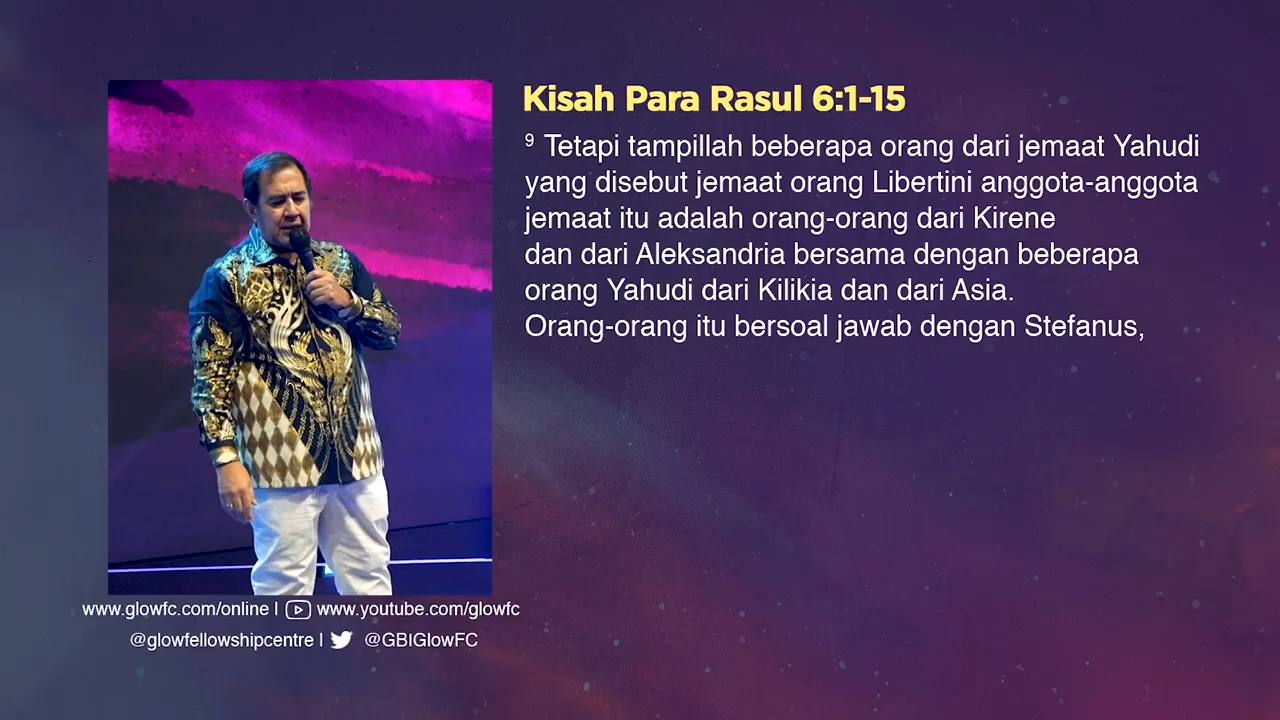 Kisah Para Rasul 6:1-15
9 Tetapi tampillah beberapa orang dari jemaat Yahudi
yang disebut jemaat orang Libertini anggota-anggota
jemaat itu adalah orang-orang dari Kirene
dan dari Aleksandria bersama dengan beberapa
orang Yahudi dari Kilikia dan dari Asia.
Orang-orang itu bersoal jawab dengan Stefanus,
www.glowfc.com/online | www.youtube.com/glowfc
@glowfellowshipcentre | @GBIGlowFC